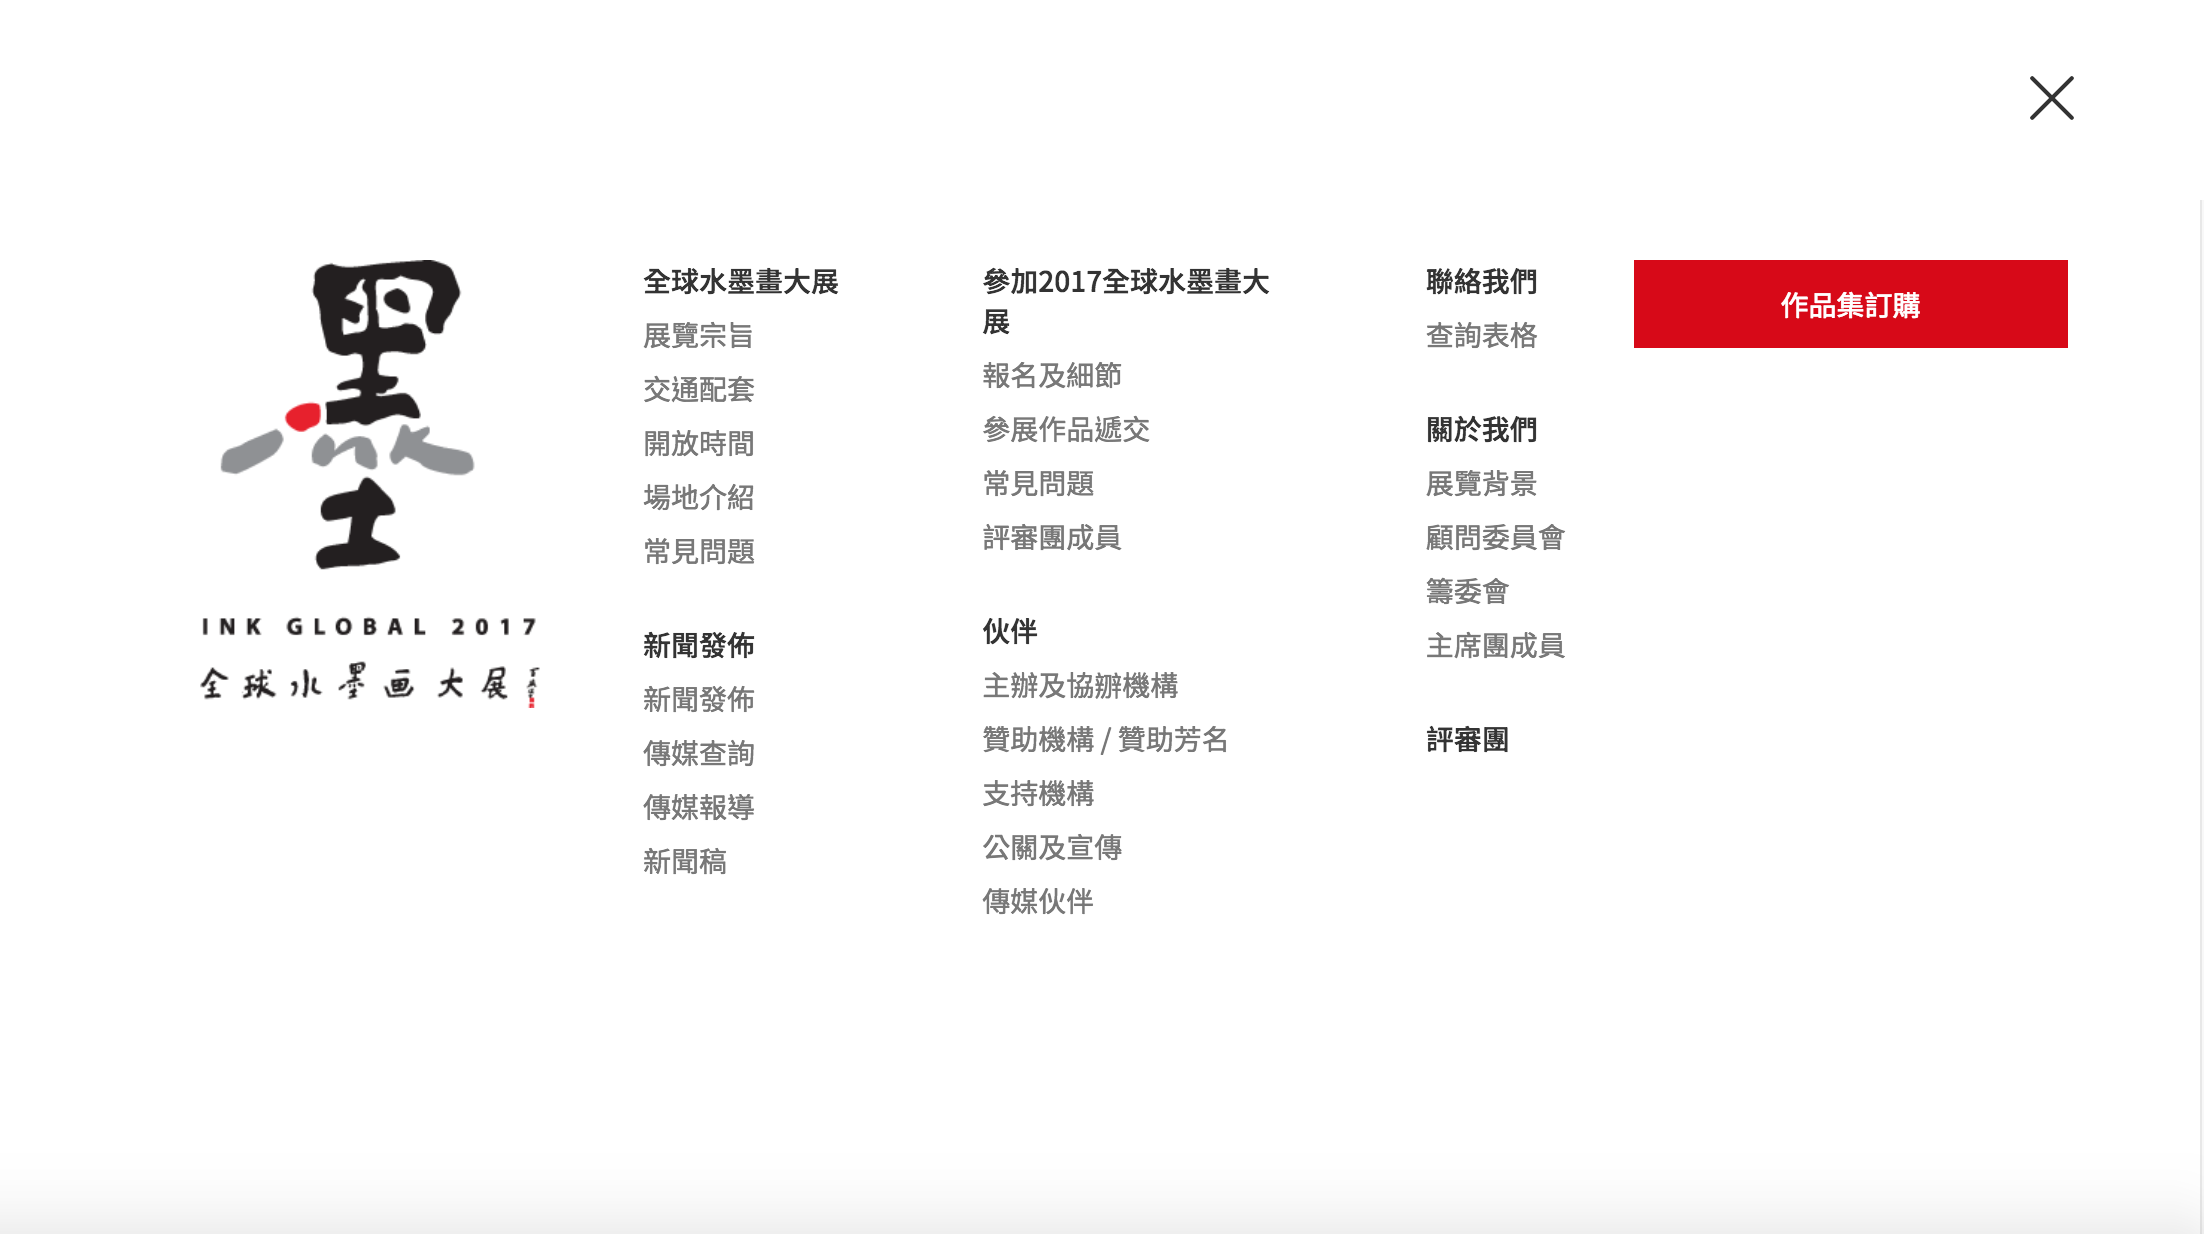 墨
ink
INK GLOBAL 2017
全球水墨画大展
全球水墨畫大展
展覽宗旨
交通配套
開放時間
場地介紹
常見問題
新聞發佈
新聞發佈
傳媒查詢
傳媒報導
新聞稿
參加2017全球水墨畫大
展
報名及細節
參展作品遞交
常見問題
評審團成員
伙伴
主辦及協辦機構
贊助機構 / 贊助芳名
支持機構
公關及宣傳
傳媒伙伴
聯絡我們
查詢表格
關於我們
展覽背景
顧問委員會
籌委會
主席團成員
評審團
作品集訂購